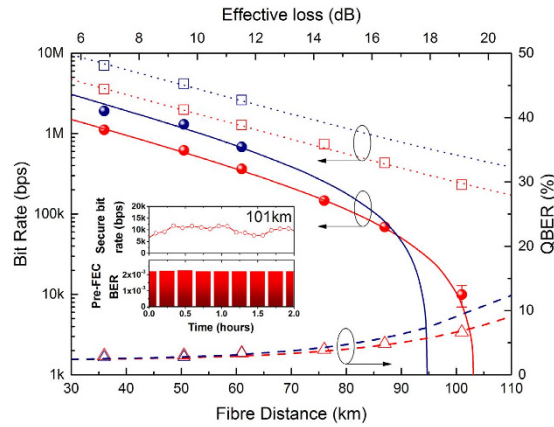 Effective loss (dB)
6 8 10 12 14 16 18 20
10M
1M
100k
10k
1k
Bit Rate (bps)
50
40
30
20
10
0
QBER (%)
101km
Secure bit
rate (bps)
20k
15k
10k
5k
0
Pre-FEC
BER
2x10⁻³
1x10⁻³
0
0.0 0.5 1.0 1.5 2.0
Time (hours)
30 40 50 60 70 80 90 100 110
Fibre Distance (km)